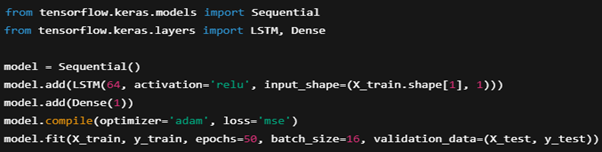 from tensorflow.keras.models import Sequential
from tensorflow.keras.layers import LSTM, Dense
model = Sequential()
model.add(LSTM(64, activation='relu', input_shape=(X_train.shape[1], 1)))
model.add(Dense(1))
model.compile(optimizer='adam', loss='mse')
model.fit(X_train, y_train, epochs=50, batch_size=16, validation_data=(X_test, y_test))